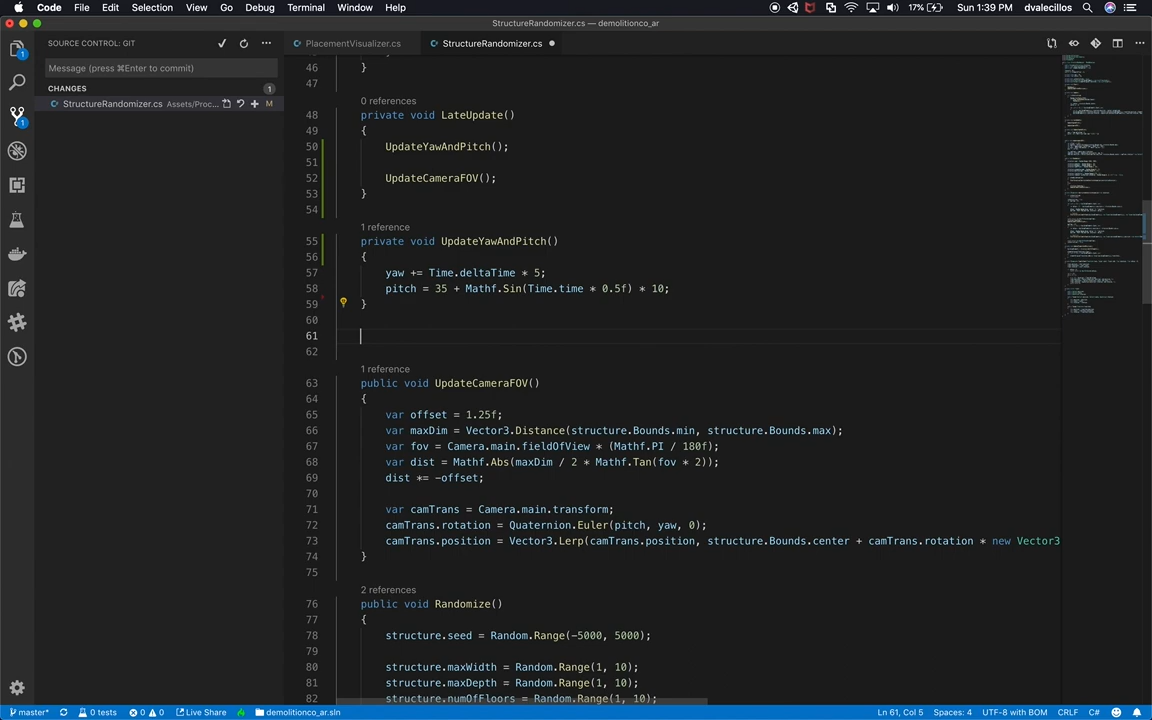 Code File Edit Selection View Go Debug Terminal Window Help 17% Sun 1:39 PM dvalecillos
StructureRandomizer.cs — demolitionco_ar
SOURCE CONTROL: GIT
PlacementVisualizer.cs
StructureRandomizer.cs
Message (press ⌘Enter to commit)
CHANGES 1
StructureRandomizer.cs Assets/Proc... M
1
1
46 }
47
0 references
48 private void LateUpdate()
49 {
50 UpdateYawAndPitch();
51
52 UpdateCameraFOV();
53 }
54
1 reference
55 private void UpdateYawAndPitch()
56 {
57 yaw += Time.deltaTime * 5;
58 pitch = 35 + Mathf.Sin(Time.time * 0.5f) * 10;
59 }
60
61
62
1 reference
63 public void UpdateCameraFOV()
64 {
65 var offset = 1.25f;
66 var maxDim = Vector3.Distance(structure.Bounds.min, structure.Bounds.max);
67 var fov = Camera.main.fieldOfView * (Mathf.PI / 180f);
68 var dist = Mathf.Abs(maxDim / 2 * Mathf.Tan(fov * 2));
69 dist *= -offset;
70
71 var camTrans = Camera.main.transform;
72 camTrans.rotation = Quaternion.Euler(pitch, yaw, 0);
73 camTrans.position = Vector3.Lerp(camTrans.position, structure.Bounds.center + camTrans.rotation * new Vector3
74 }
75
2 references
76 public void Randomize()
77 {
78 structure.seed = Random.Range(-5000, 5000);
79
80 structure.maxWidth = Random.Range(1, 10);
81 structure.maxDepth = Random.Range(1, 10);
82 structure.numOfFloors = Random.Range(1, 10);
master* 0 tests 0 0 Live Share demolitionco_ar.sln Ln 61, Col 5 Spaces: 4 UTF-8 with BOM CRLF C#